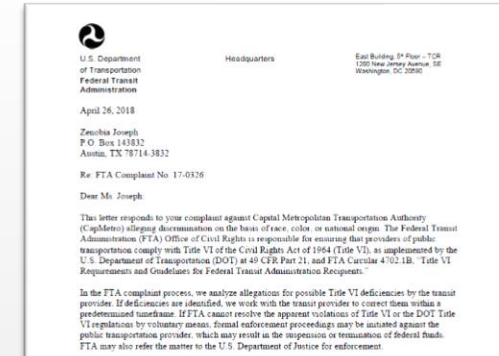 U.S. Department
of Transportation
Federal Transit
Administration
Headquarters
East Building, 5th Floor – TCR
1200 New Jersey Avenue, SE
Washington, DC 20590
April 26, 2018
Zenobia Joseph
P.O. Box 143832
Austin, TX 78714-3832
Re: FTA Complaint No. 17-0326
Dear Ms. Joseph:
This letter responds to your complaint against Capital Metropolitan Transportation Authority
(CapMetro) alleging discrimination on the basis of race, color, or national origin. The Federal Transit
Administration (FTA) Office of Civil Rights is responsible for ensuring that providers of public
transportation comply with Title VI of the Civil Rights Act of 1964 (Title VI), as implemented by the
U.S. Department of Transportation (DOT) at 49 CFR Part 21, and FTA Circular 4702.1B, “Title VI
Requirements and Guidelines for Federal Transit Administration Recipients.”
In the FTA complaint process, we analyze allegations for possible Title VI deficiencies by the transit
provider. If deficiencies are identified, we work with the transit provider to correct them within a
predetermined timeframe. If FTA cannot resolve the apparent violations of Title VI or the DOT Title
VI regulations by voluntary means, formal enforcement proceedings may be initiated against the
public transportation provider, which may result in the suspension or termination of federal funds.
FTA may also refer the matter to the U.S. Department of Justice for enforcement.